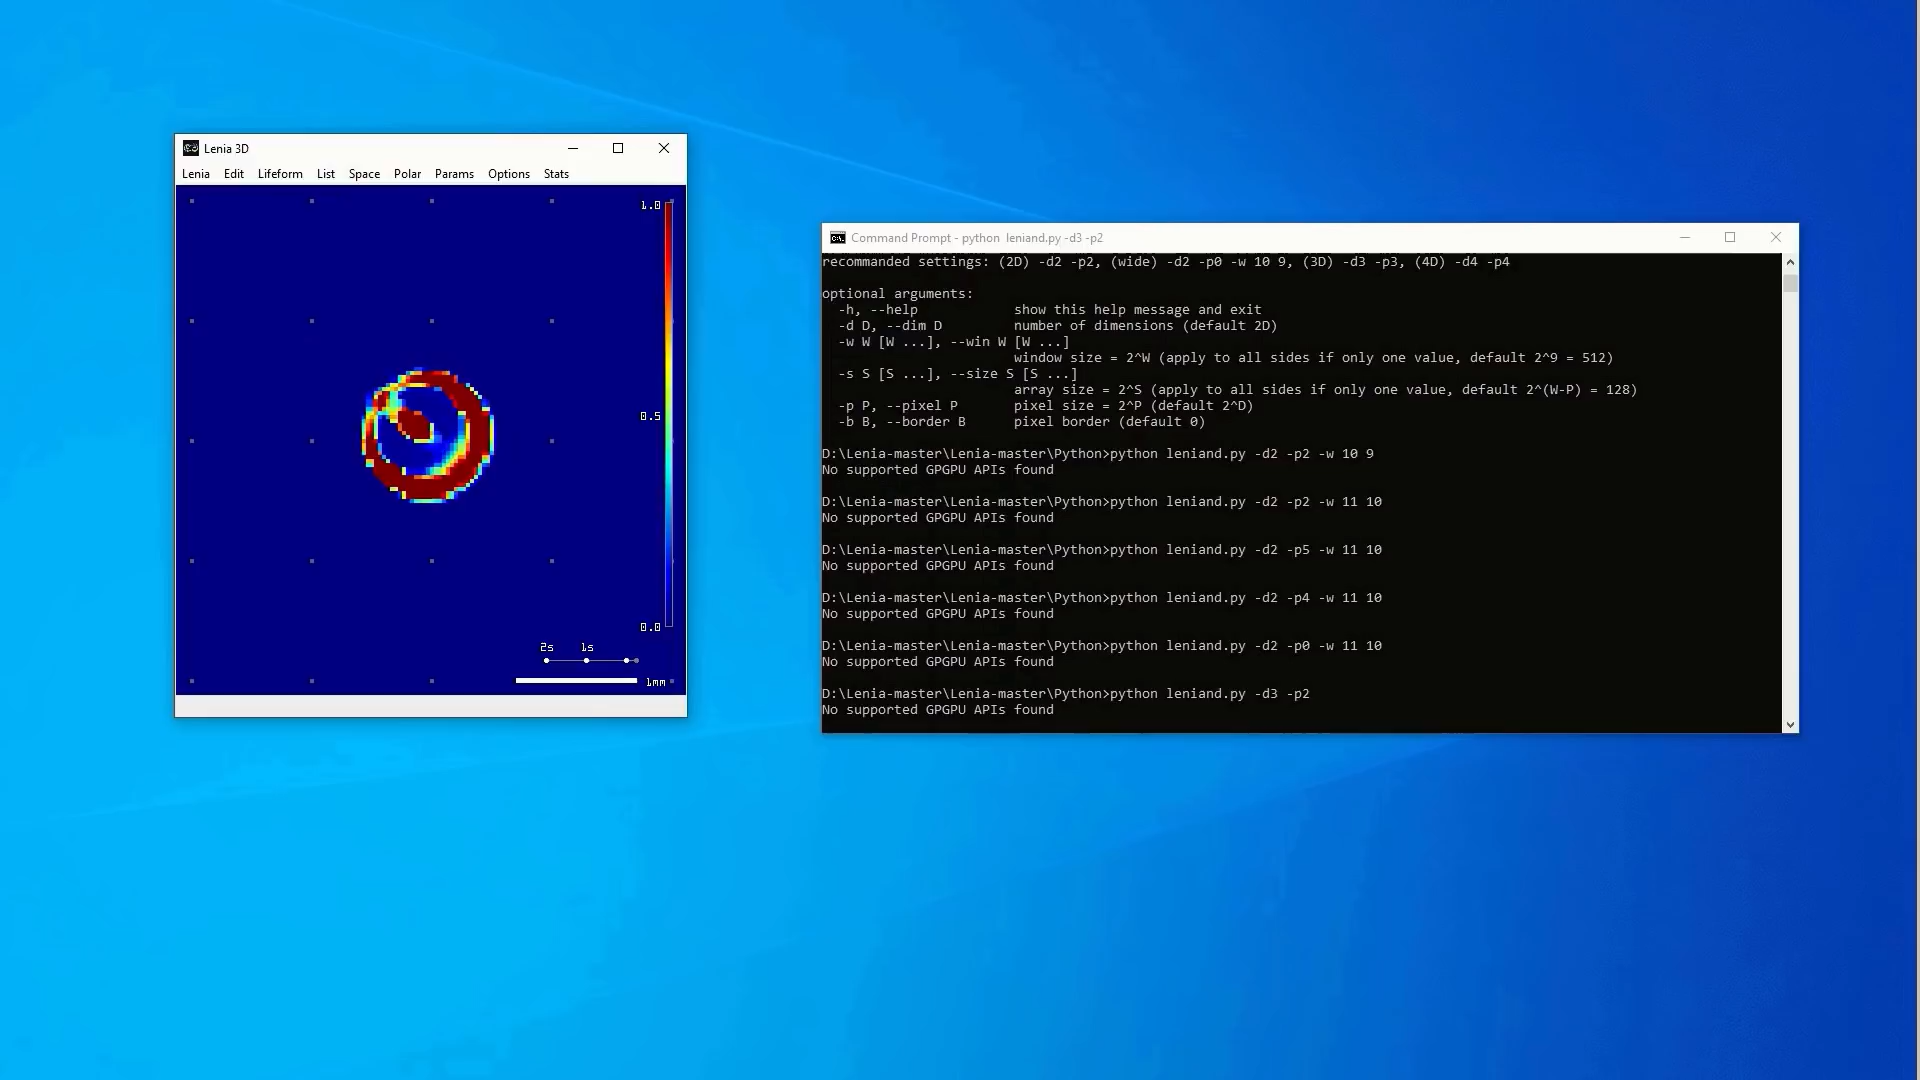 Lenia 3D
Lenia Edit Lifeform List Space Polar Params Options Stats
1.0
0.5
0.0
2s 1s
1mm
Command Prompt - python leniand.py -d3 -p2
recommanded settings: (2D) -d2 -p2, (wide) -d2 -p0 -w 10 9, (3D) -d3 -p3, (4D) -d4 -p4
optional arguments:
-h, --help show this help message and exit
-d D, --dim D number of dimensions (default 2D)
-w W [W ...], --win W [W ...]
window size = 2^W (apply to all sides if only one value, default 2^9 = 512)
-s S [S ...], --size S [S ...]
array size = 2^S (apply to all sides if only one value, default 2^(W-P) = 128)
-p P, --pixel P pixel size = 2^P (default 2^D)
-b B, --border B pixel border (default 0)
D:\Lenia-master\Lenia-master\Python>python leniand.py -d2 -p2 -w 10 9
No supported GPGPU APIs found
D:\Lenia-master\Lenia-master\Python>python leniand.py -d2 -p2 -w 11 10
No supported GPGPU APIs found
D:\Lenia-master\Lenia-master\Python>python leniand.py -d2 -p5 -w 11 10
No supported GPGPU APIs found
D:\Lenia-master\Lenia-master\Python>python leniand.py -d2 -p4 -w 11 10
No supported GPGPU APIs found
D:\Lenia-master\Lenia-master\Python>python leniand.py -d2 -p0 -w 11 10
No supported GPGPU APIs found
D:\Lenia-master\Lenia-master\Python>python leniand.py -d3 -p2
No supported GPGPU APIs found